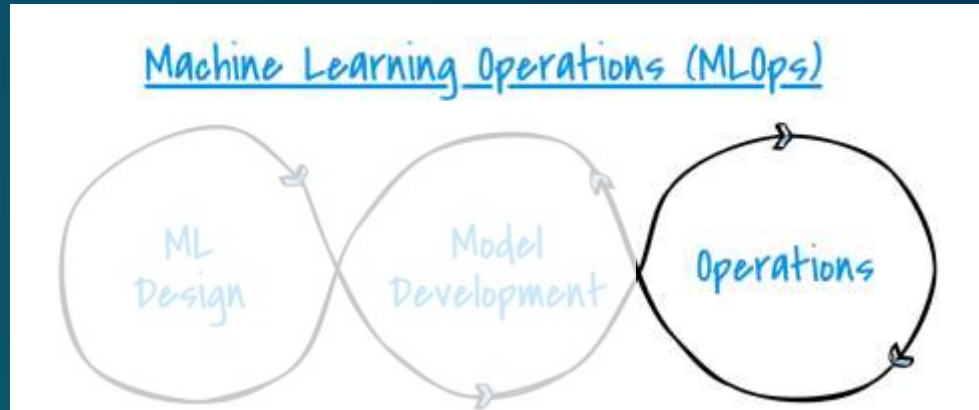 Machine Learning Operations (MLOps)
ML
Design
Model
Development
Operations